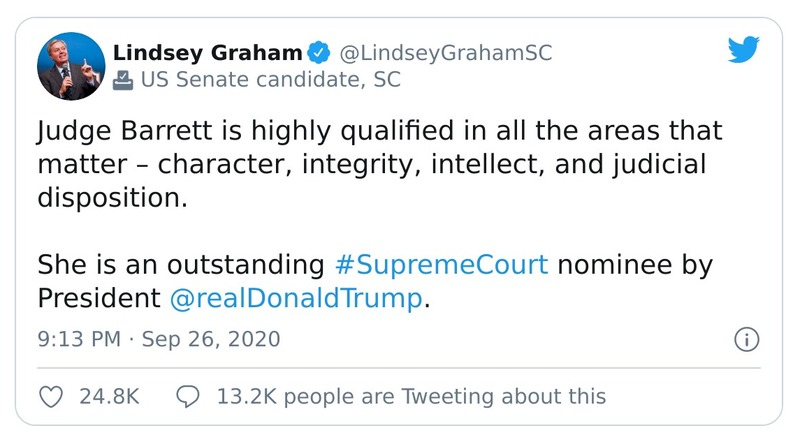 Lindsey Graham @LindseyGrahamSC
US Senate candidate, SC
Judge Barrett is highly qualified in all the areas that
matter – character, integrity, intellect, and judicial
disposition.
She is an outstanding #SupremeCourt nominee by
President @realDonaldTrump.
9:13 PM · Sep 26, 2020
24.8K 13.2K people are Tweeting about this